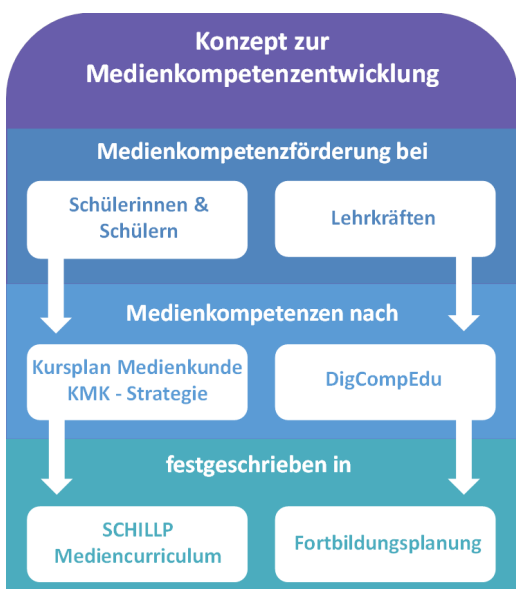 Konzept zur
Medienkompetenzentwicklung
Medienkompetenzförderung bei
Schülerinnen &
Schülern
Lehrkräften
Medienkompetenzen nach
Kursplan Medienkunde
KMK - Strategie
DigCompEdu
festgeschrieben in
SCHILLP
Mediencurriculum
Fortbildungsplanung